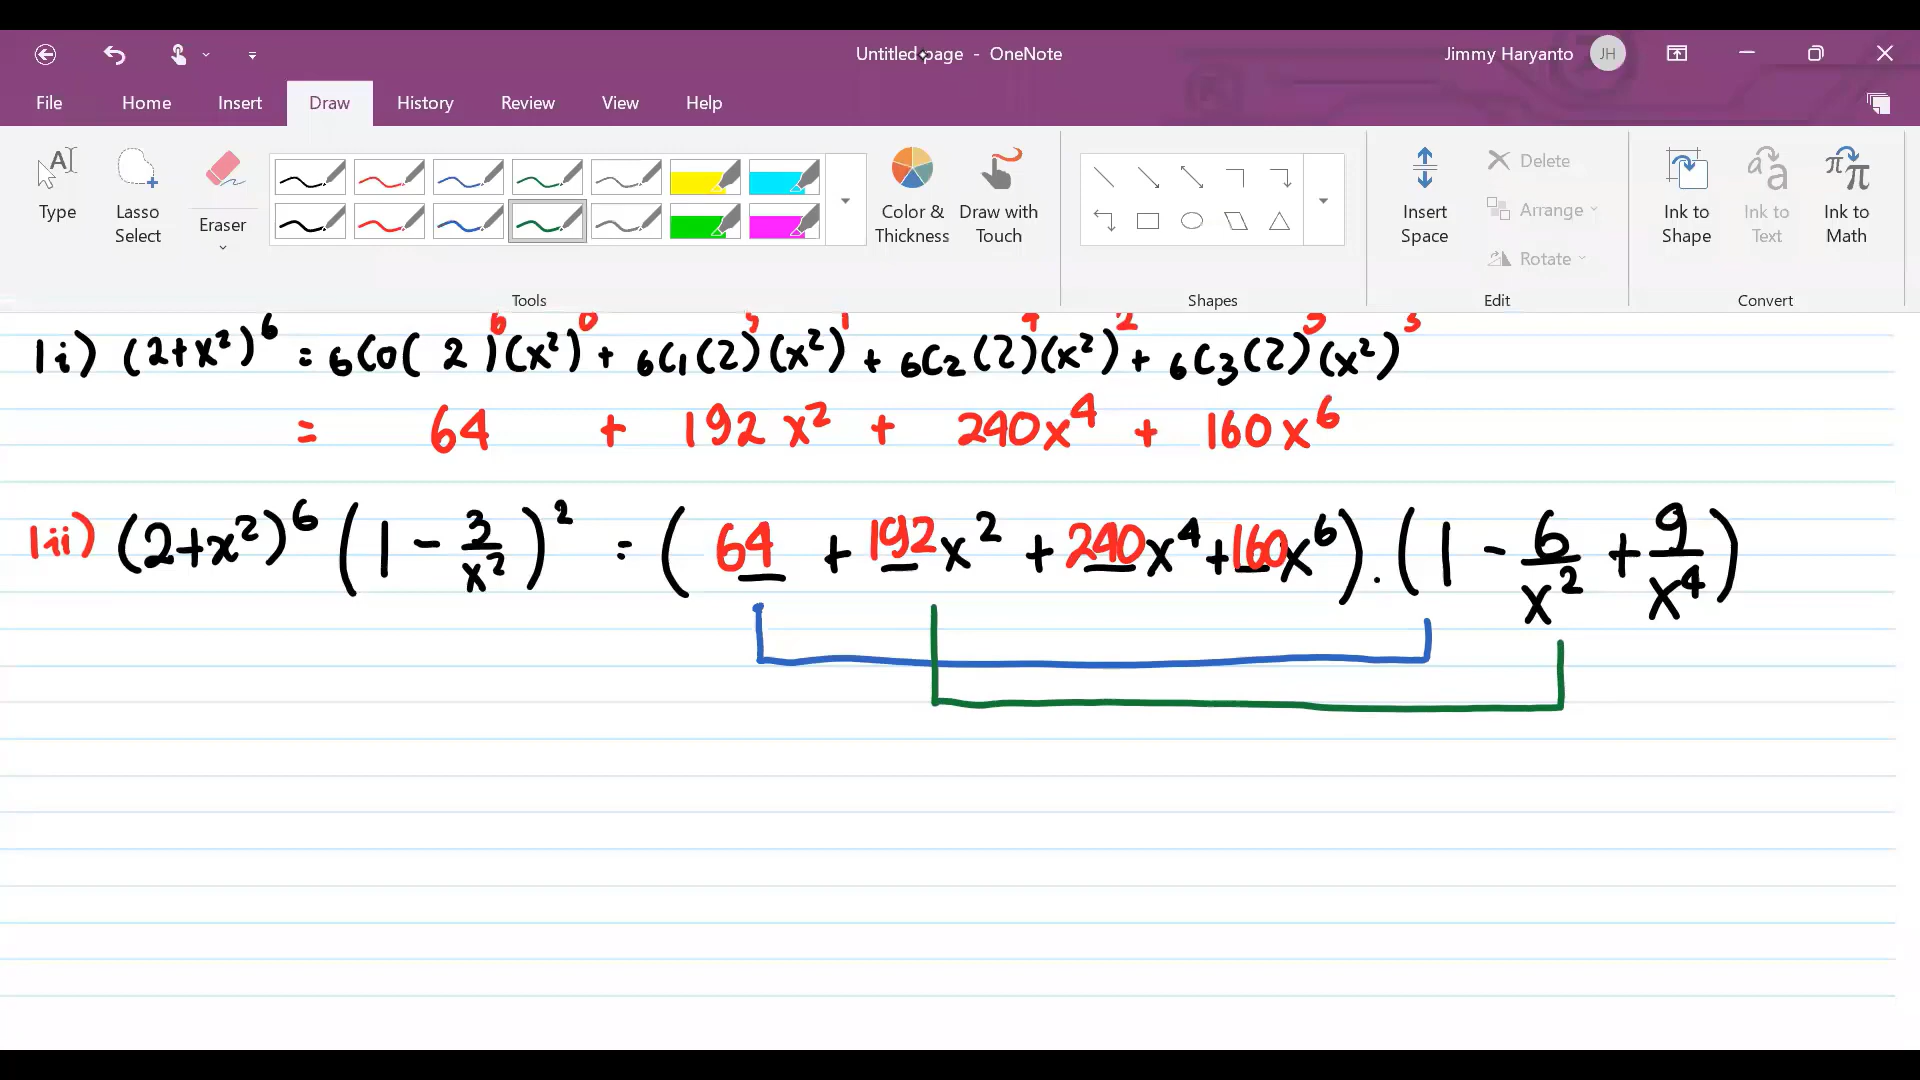 Untitled page - OneNote
Jimmy Haryanto JH
File Home Insert Draw History Review View Help
Type
Lasso Select
Eraser
Color & Thickness
Draw with Touch
Insert Space
Delete
Arrange
Rotate
Ink to Shape
Ink to Text
Ink to Math
Tools Shapes Edit Convert
1i) (2+x²)⁶ = 6C0(2)⁶(x²)⁰ + 6C1(2)⁵(x²)¹ + 6C2(2)⁴(x²)² + 6C3(2)³(x²)³
= 64 + 192x² + 240x⁴ + 160x⁶
1ii) (2+x²)⁶(1 - 3/x²)² = (64 + 192x² + 240x⁴ + 160x⁶).(1 - 6/x² + 9/x⁴)